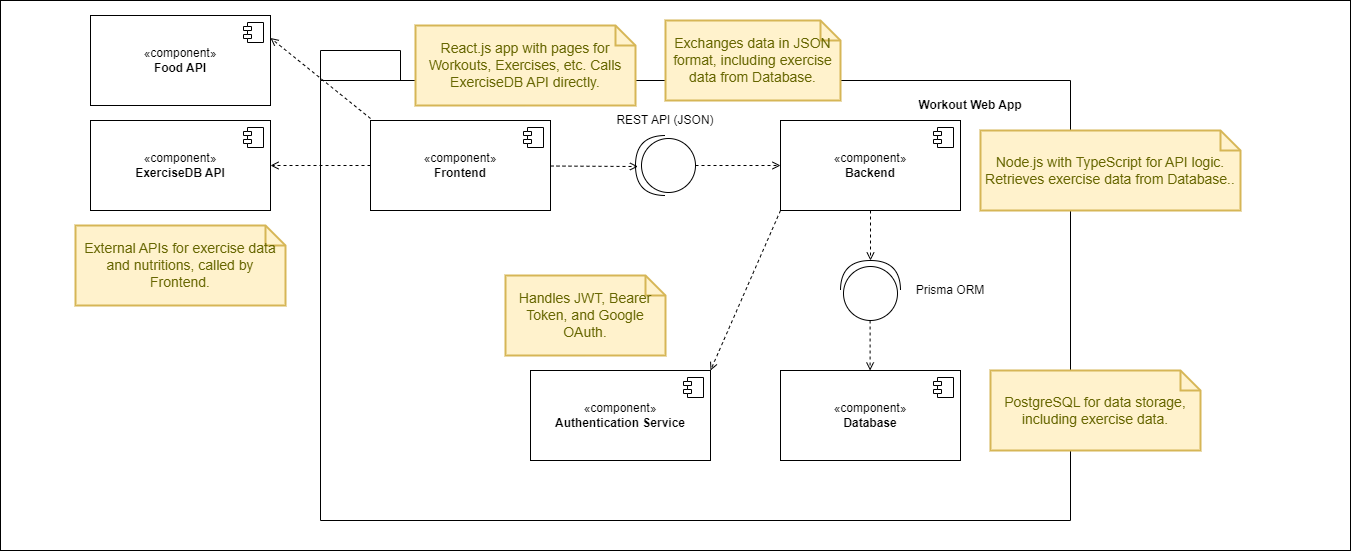 «component»
Food API
React.js app with pages for
Workouts, Exercises, etc. Calls
ExerciseDB API directly.
Exchanges data in JSON
format, including exercise
data from Database.
Workout Web App
REST API (JSON)
«component»
ExerciseDB API
«component»
Frontend
«component»
Backend
Node.js with TypeScript for API logic.
Retrieves exercise data from Database..
External APIs for exercise data
and nutritions, called by
Frontend.
Handles JWT, Bearer
Token, and Google
OAuth.
Prisma ORM
«component»
Authentication Service
«component»
Database
PostgreSQL for data storage,
including exercise data.